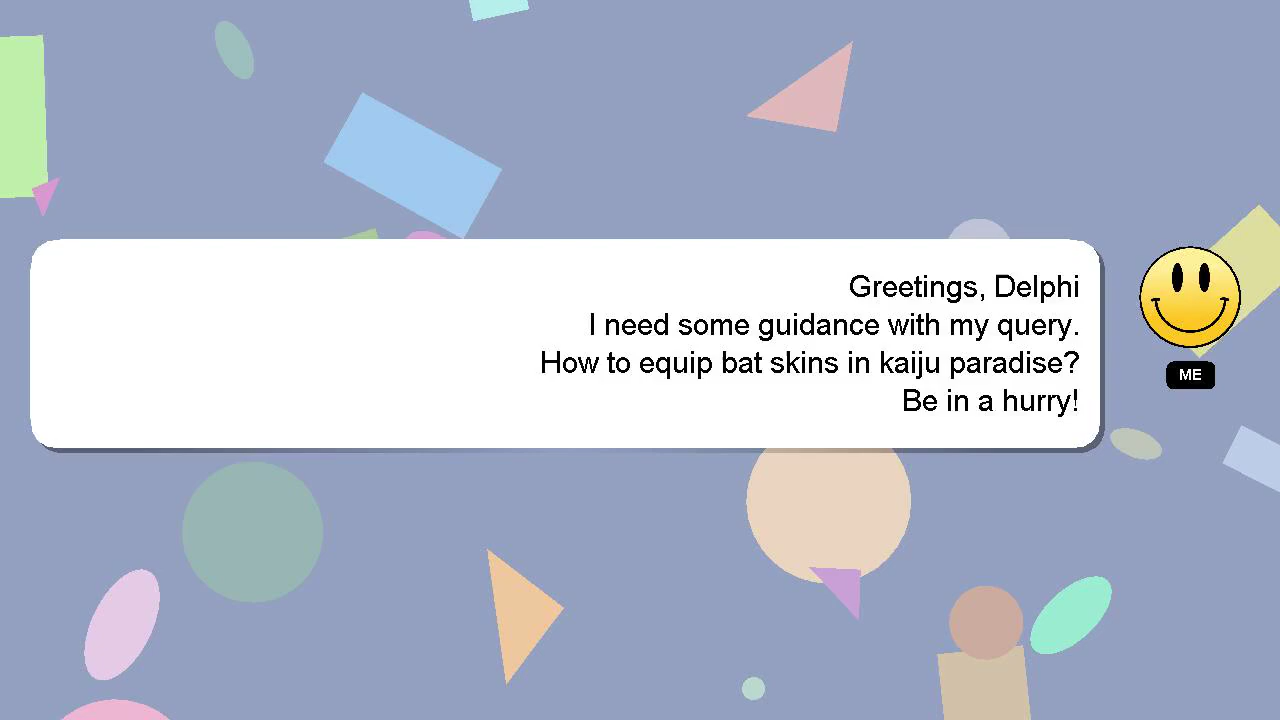 Greetings, Delphi
I need some guidance with my query.
How to equip bat skins in kaiju paradise?
Be in a hurry!
ME